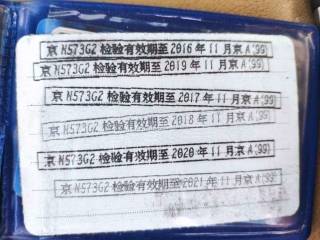 京N573G2检验有效期至2016年11月京A(99)
京N573G2检验有效期至2019年11月京A(99)
京N573G2检验有效期至2017年11月京A(99)
京N573G2检验有效期至2018年11月京A(99)
京N573G2检验有效期至2020年11月京A(99)
京N573G2检验有效期至2021年11月京A(99)